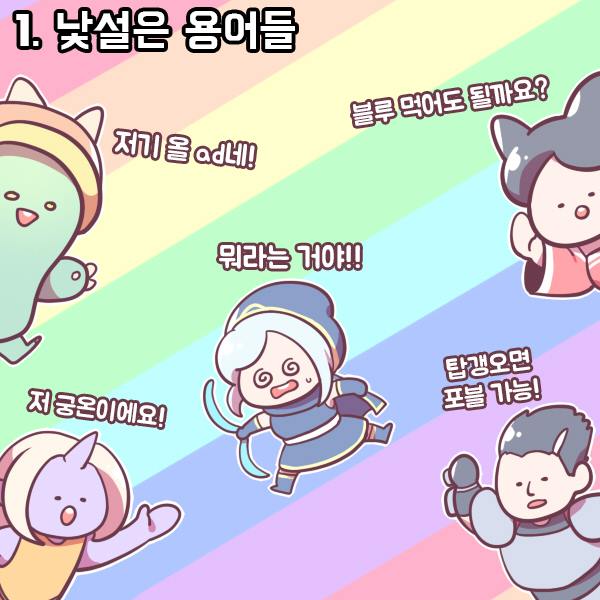 1. 낯설은 용어들
저기 올 ad네!
블루 먹어도 될까요?
뭐라는 거야!!
탑갱오면
포블 가능!
저 궁온이에요!